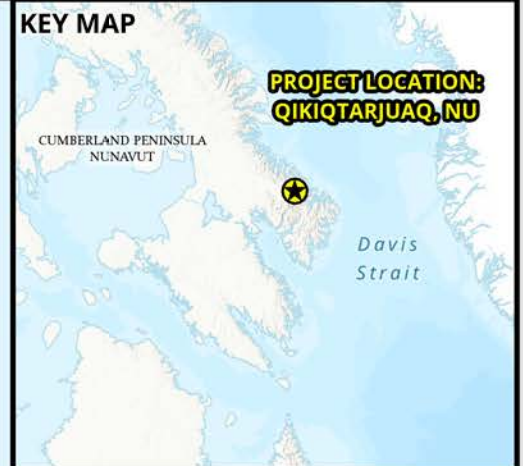 KEY MAP
PROJECT LOCATION:
QIKIQTARJUAQ, NU
CUMBERLAND PENINSULA
NUNAVUT
Davis
Strait